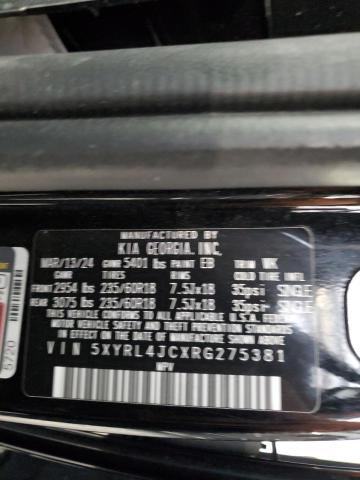 MANUFACTURED BY
KIA GEORGIA, INC.
MAR/13/24 GVWR 5401 lbs PAINT EB TRIM WK
GAWR TIRES RIMS COLD TIRE INFL
FRONT 2954 lbs 235/60R18 7.5Jx18 35psi SINGLE
REAR 3075 lbs 235/60R18 7.5Jx18 35psi SINGLE
THIS VEHICLE CONFORMS TO ALL APPLICABLE FEDERAL
MOTOR VEHICLE SAFETY AND THEFT PREVENTION STANDARDS
IN EFFECT ON THE DATE OF MANUFACTURE SHOWN ABOVE.
VIN 5XYRL4JCXRG275381
MPV
5720